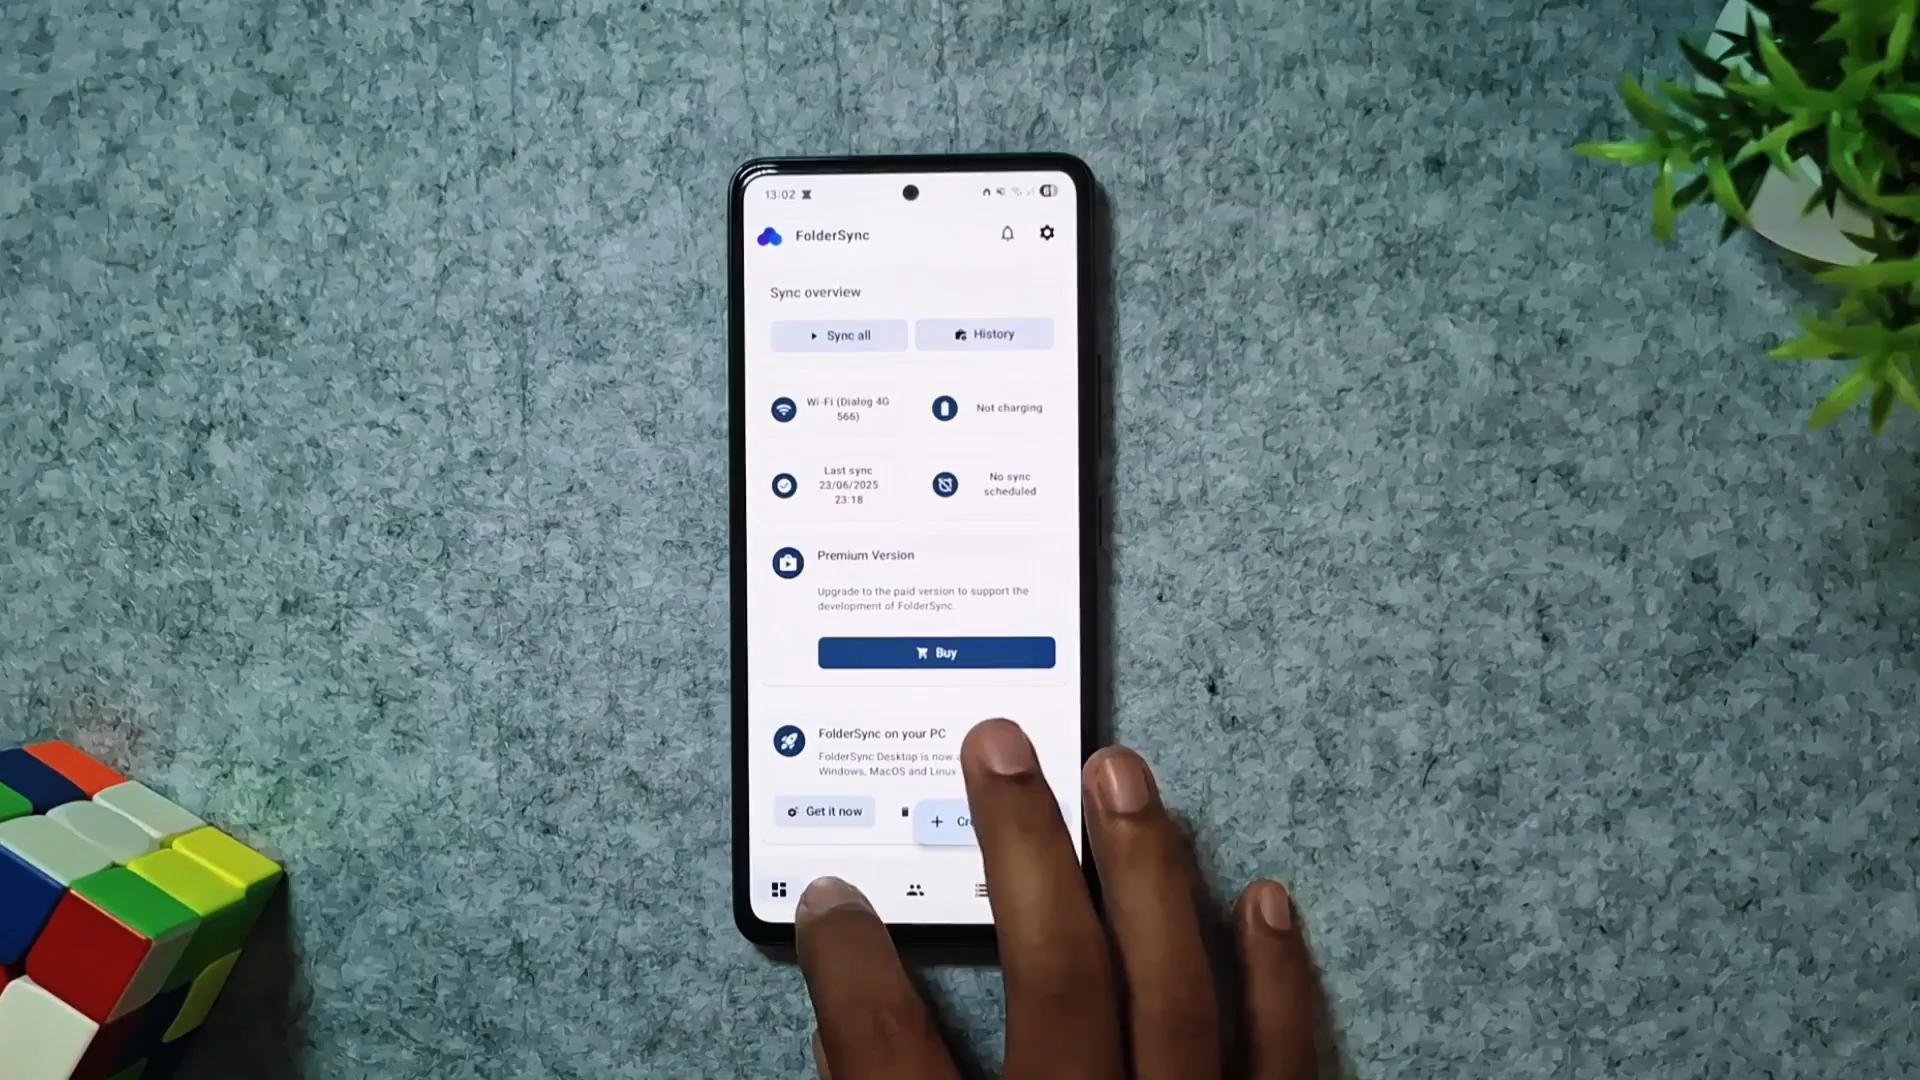 13:02
FolderSync
Sync overview
Sync all
History
Wi-Fi (Dialog 4G
566)
Not charging
Last sync
23/06/2025
23:18
No sync
scheduled
Premium Version
Upgrade to the paid version to support the
development of FolderSync.
Buy
FolderSync on your PC
FolderSync Desktop is now
Windows, MacOS and Linux
Get it now